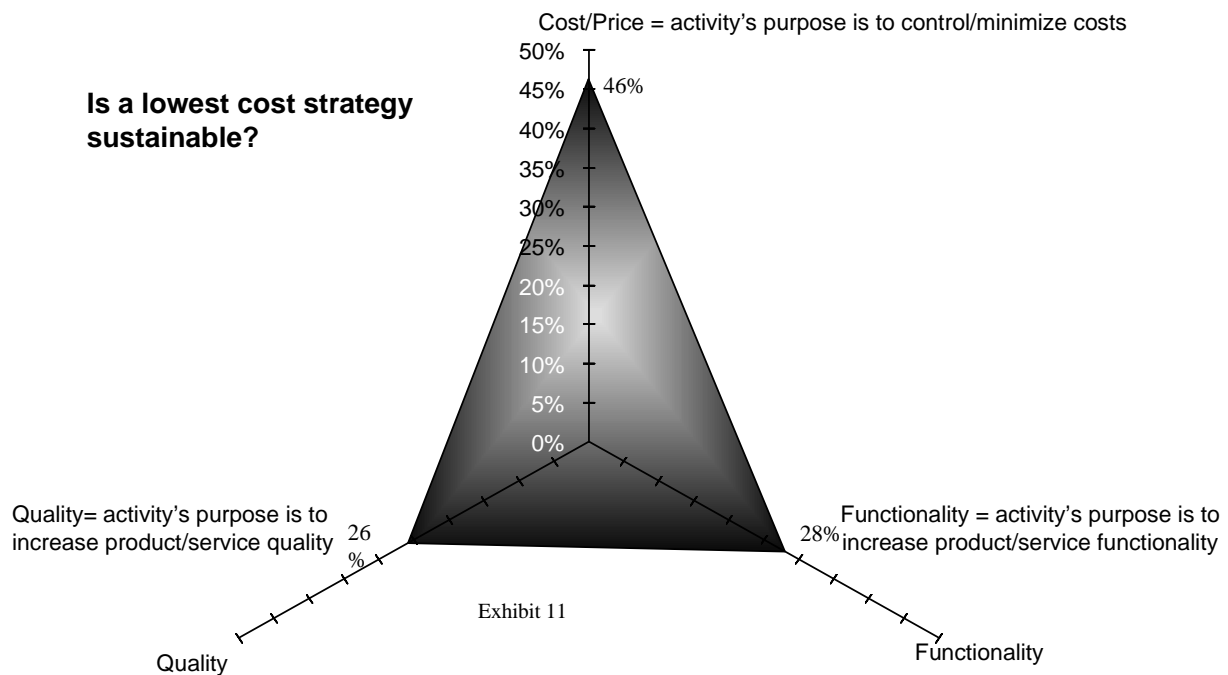 Cost/Price = activity's purpose is to control/minimize costs
Is a lowest cost strategy
sustainable?
50%
45%
46%
40%
35%
30%
25%
20%
15%
10%
5%
0%
Quality= activity's purpose is to
increase product/service quality
26
%
28%
Functionality = activity's purpose is to
increase product/service functionality
Exhibit 11
Quality
Functionality